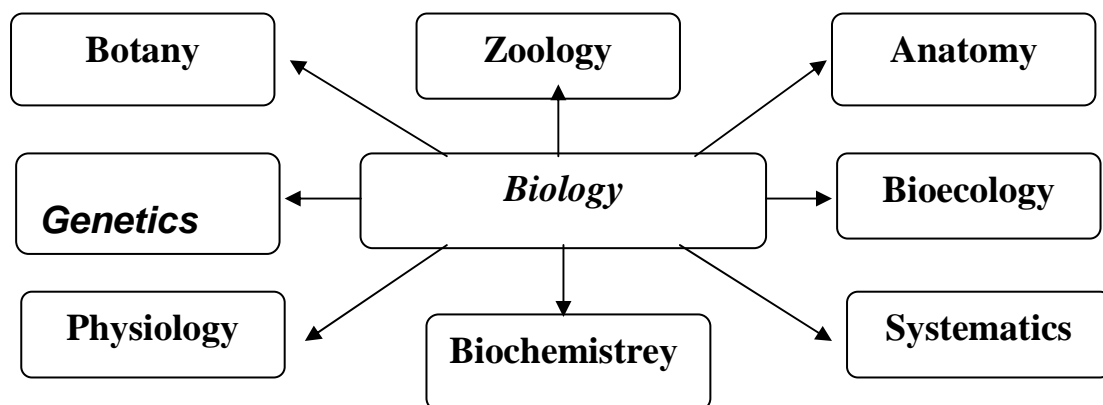 Botany
Zoology
Anatomy
Genetics
Biology
Bioecology
Physiology
Biochemistrey
Systematics